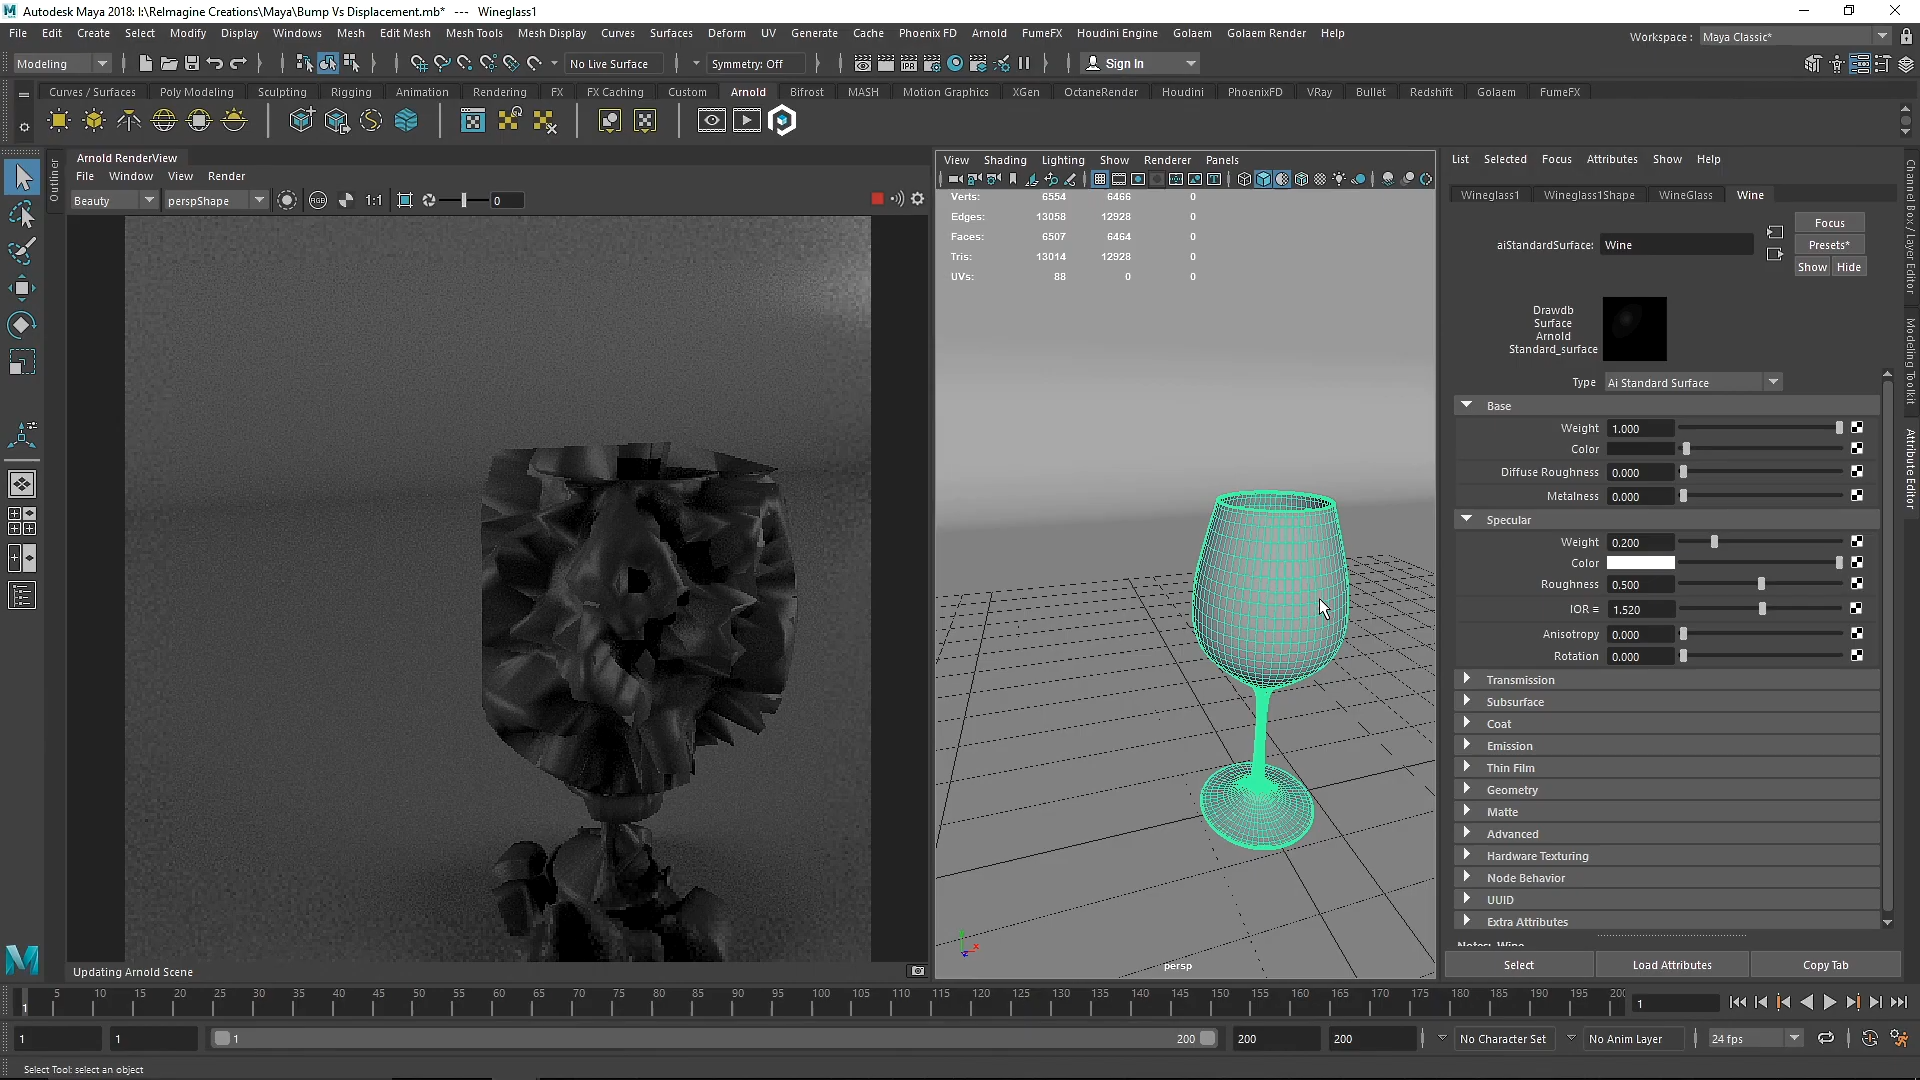 Autodesk Maya 2018: I:\ReImagine Creations\Maya\Bump Vs Displacement.mb*   ---   Wineglass1
File Edit Create Select Modify Display Windows Mesh Edit Mesh Mesh Tools Mesh Display Curves Surfaces Deform UV Generate Cache Phoenix FD Arnold FumeFX Houdini Engine Golaem Golaem Render Help
Workspace : Maya Classic*
Modeling No Live Surface Symmetry: Off Sign In
Curves / Surfaces Poly Modeling Sculpting Rigging Animation Rendering FX FX Caching Custom Arnold Bifrost MASH Motion Graphics XGen OctaneRender Houdini PhoenixFD VRay Bullet Redshift Golaem FumeFX
Outliner
Arnold RenderView
File Window View Render
Beauty perspShape RGB 1:1 0
Updating Arnold Scene
View Shading Lighting Show Renderer Panels
Verts: 6554 6466 0
Edges: 13058 12928 0
Faces: 6507 6464 0
Tris: 13014 12928 0
UVs: 88 0 0
persp
List Selected Focus Attributes Show Help
Wineglass1 Wineglass1Shape WineGlass Wine
aiStandardSurface: Wine
Focus
Presets*
Show Hide
Drawdb
Surface
Arnold
Standard_surface
Type Ai Standard Surface
Base
Weight 1.000
Color
Diffuse Roughness 0.000
Metalness 0.000
Specular
Weight 0.200
Color
Roughness 0.500
IOR 1.520
Anisotropy 0.000
Rotation 0.000
Transmission
Subsurface
Coat
Emission
Thin Film
Geometry
Matte
Advanced
Hardware Texturing
Node Behavior
UUID
Extra Attributes
Notes: Wine
Select Load Attributes Copy Tab
Channel Box / Layer Editor
Modeling Toolkit
Attribute Editor
1 5 10 15 20 25 30 35 40 45 50 55 60 65 70 75 80 85 90 95 100 105 110 115 120 125 130 135 140 145 150 155 160 165 170 175 180 185 190 195 200 1
1 1 1 200 200 200 No Character Set No Anim Layer 24 fps
Select Tool: select an object